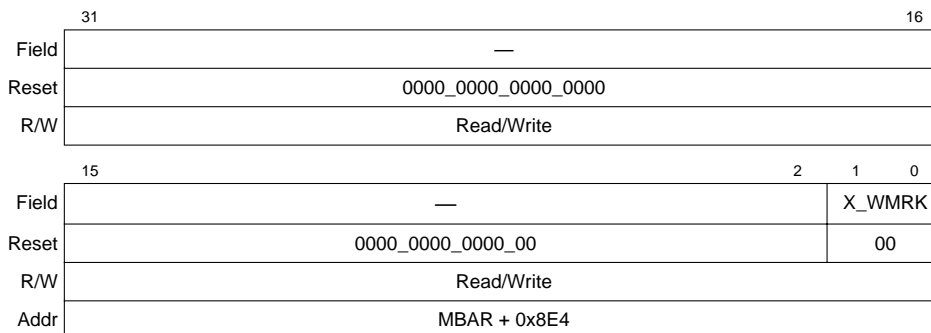 31 16
Field —
Reset 0000_0000_0000_0000
R/W Read/Write
15 2 1 0
Field — X_WMRK
Reset 0000_0000_0000_00 00
R/W Read/Write
Addr MBAR + 0x8E4